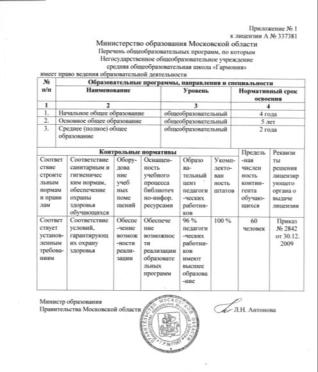 Приложение № 1
к лицензии А № 337381
Министерство образования Московской области
Перечень общеобразовательных программ, по которым
Негосударственное общеобразовательное учреждение
средняя общеобразовательная школа «Гармония»
имеет право ведения образовательной деятельности
№ п/п Образовательные программы, направления и специальности
Наименование Уровень Нормативный срок освоения
1 2 3 4
1. Начальное общее образование общеобразовательный 4 года
2. Основное общее образование общеобразовательный 5 лет
3. Среднее (полное) общее образование общеобразовательный 2 года
Контрольные нормативы
Соответствие строительным нормам и правилам
Соответствие санитарным и гигиеническим нормам, обеспечение охраны здоровья обучающихся
Оборудование учебных помещений
Оснащенность учебного процесса библиотечно-информ. ресурсами
Образовательный ценз педагогических работников
Укомплектованность штатов
Предельная численность контингента обучающихся
Реквизиты решения лицензирующего органа о выдаче лицензии
Соответствует установленным требованиям
Соответствие условий, гарантирующих охрану здоровья
Обеспечение возможности реализации
Обеспечение возможности реализации образовательных программ
96 % педагогических работников имеют высшее образование
100 %
60 человек
Приказ № 2842 от 30.12.2009
Министр образования
Правительства Московской области Л.Н. Антонова